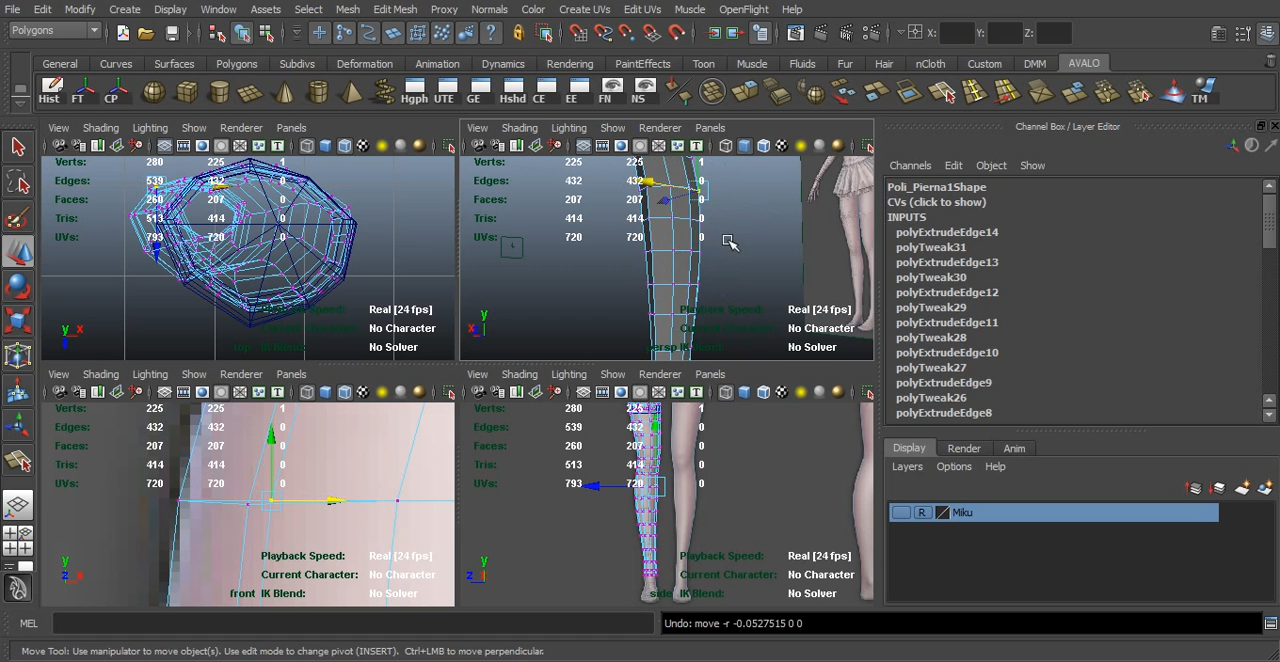 File Edit Modify Create Display Window Assets Select Mesh Edit Mesh Proxy Normals Color Create UVs Edit UVs Muscle OpenFlight Help
Polygons X: Y: Z:
General Curves Surfaces Polygons Subdivs Deformation Animation Dynamics Rendering PaintEffects Toon Muscle Fluids Fur Hair nCloth Custom DMM AVALO
Hist FT CP Hgph UTE GE Hshd CE EE FN NS TM
View Shading Lighting Show Renderer Panels
Verts: 280 225 1
Edges: 539 432 0
Faces: 260 207 0
Tris: 513 414 0
UVs: 793 720 0
Real [24 fps]
Current Character: No Character
No Solver
y x
View Shading Lighting Show Renderer Panels
Verts: 225 225 1
Edges: 432 432 0
Faces: 207 207 0
Tris: 414 414 0
UVs: 720 720 0
Playback Speed: Real [24 fps]
Current Character: No Character
persp No Solver
y
x
View Shading Lighting Show Renderer Panels
Verts: 225 225 1
Edges: 432 432 0
Faces: 207 207 0
Tris: 414 414 0
UVs: 720 720 0
Playback Speed: Real [24 fps]
Current Character: No Character
front IK Blend: No Solver
y
z x
View Shading Lighting Show Renderer Panels
Verts: 280 225 1
Edges: 539 432 0
Faces: 260 207 0
Tris: 513 414 0
UVs: 793 720 0
Playback Speed: Real [24 fps]
Current Character: No Character
side IK Blend: No Solver
y
z
Channel Box / Layer Editor
Channels Edit Object Show
Poli_Pierna1Shape
CVs (click to show)
INPUTS
polyExtrudeEdge14
polyTweak31
polyExtrudeEdge13
polyTweak30
polyExtrudeEdge12
polyTweak29
polyExtrudeEdge11
polyTweak28
polyExtrudeEdge10
polyTweak27
polyExtrudeEdge9
polyTweak26
polyExtrudeEdge8
Display Render Anim
Layers Options Help
R Miku
MEL Undo: move -r -0.0527515 0 0
Move Tool: Use manipulator to move object(s). Use edit mode to change pivot (INSERT). Ctrl+LMB to move perpendicular.